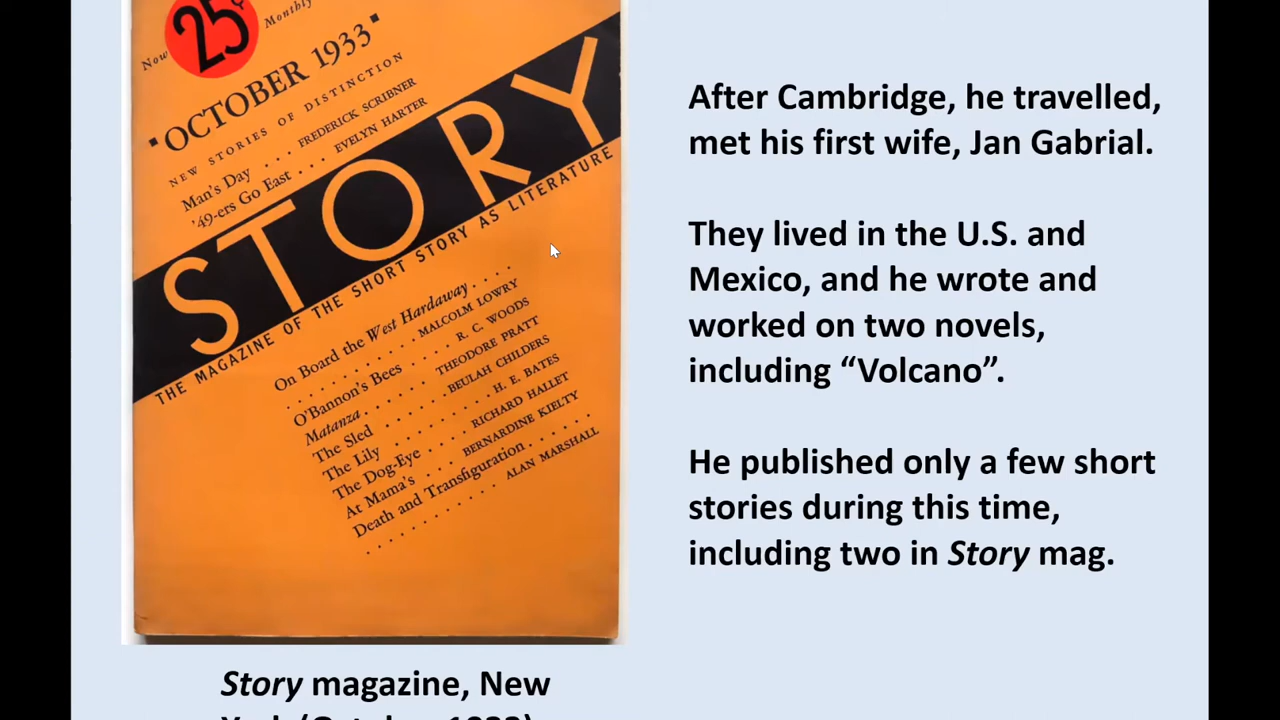 Now 25¢ Monthly
OCTOBER 1933
NEW STORIES OF DISTINCTION
Man's Day . . . FREDERICK SCRIBNER
'49-ers Go East . . . EVELYN HARTER
STORY
THE MAGAZINE OF THE SHORT STORY AS LITERATURE
On Board the West Hardaway . . . .
. . . . . . . . . . MALCOLM LOWRY
O'Bannon's Bees . . . . R. C. WOODS
Matanza . . . . . . THEODORE PRATT
The Sled . . . . . BEULAH CHILDERS
The Lily . . . . . . . . . H. E. BATES
The Dog-Eye . . . . RICHARD HALLET
At Mama's . . . BERNARDINE KIELTY
Death and Transfiguration . . . . .
. . . . . . . . . . . ALAN MARSHALL
Story magazine, New
After Cambridge, he travelled,
met his first wife, Jan Gabrial.
They lived in the U.S. and
Mexico, and he wrote and
worked on two novels,
including “Volcano”.
He published only a few short
stories during this time,
including two in Story mag.